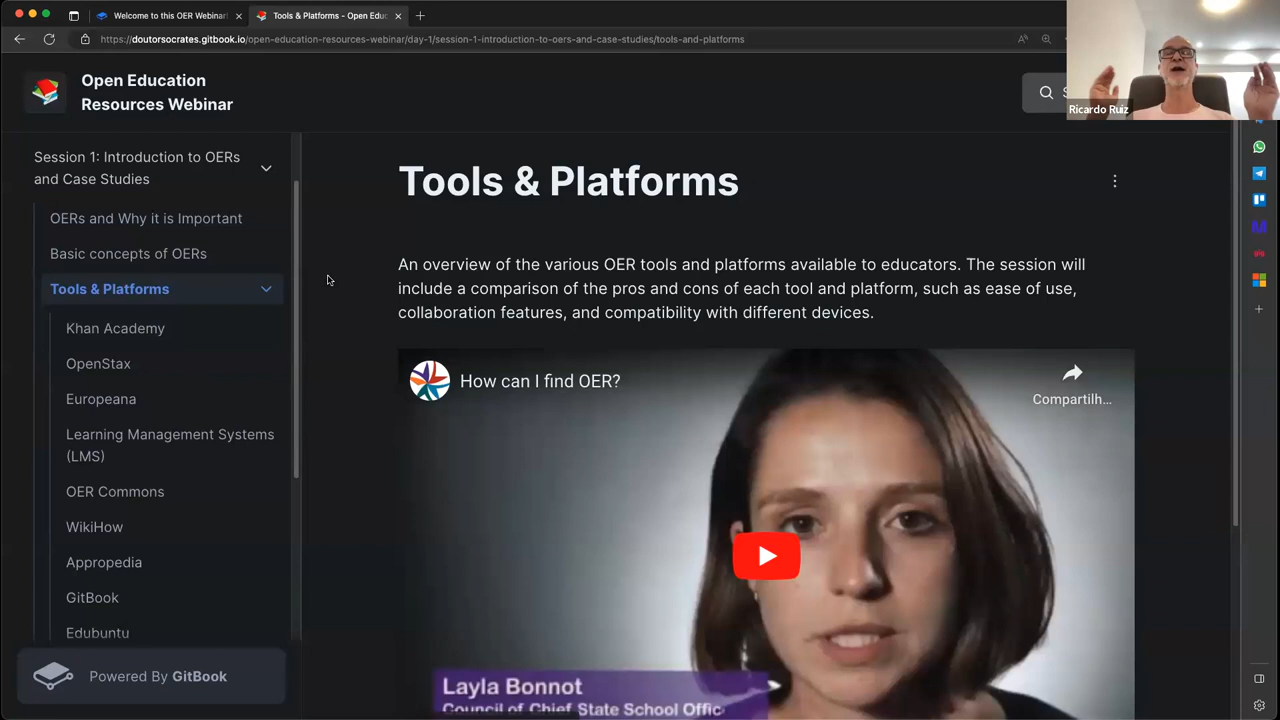 Welcome to this OER Webinar!
Tools & Platforms - Open Educ
https://doutorsocrates.gitbook.io/open-education-resources-webinar/day-1/session-1-introduction-to-oers-and-case-studies/tools-and-platforms
Open Education
Resources Webinar
Ricardo Ruiz
Session 1: Introduction to OERs
and Case Studies
OERs and Why it is Important
Basic concepts of OERs
Tools & Platforms
Khan Academy
OpenStax
Europeana
Learning Management Systems
(LMS)
OER Commons
WikiHow
Appropedia
GitBook
Edubuntu
Powered By GitBook
Tools & Platforms
An overview of the various OER tools and platforms available to educators. The session will
include a comparison of the pros and cons of each tool and platform, such as ease of use,
collaboration features, and compatibility with different devices.
How can I find OER?
Compartilh...
Layla Bonnot
Council of Chief State School Offic